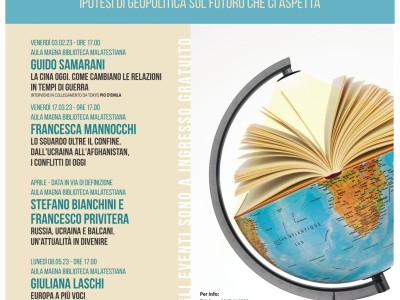 IPOTESI DI GEOPOLITICA SUL FUTURO CHE CI ASPETTA
VENERDÌ 03.02.23 - ORE 17.00
AULA MAGNA BIBLIOTECA MALATESTIANA
GUIDO SAMARANI
LA CINA OGGI. COME CAMBIANO LE RELAZIONI
IN TEMPI DI GUERRA
INTERVIENE IN COLLEGAMENTO DA TOKYO PIO D'EMILIA
VENERDÌ 17.03.23 - ORE 17.00
AULA MAGNA BIBLIOTECA MALATESTIANA
FRANCESCA MANNOCCHI
LO SGUARDO OLTRE IL CONFINE.
DALL'UCRAINA ALL'AFGHANISTAN,
I CONFLITTI DI OGGI
APRILE - DATA IN VIA DI DEFINIZIONE
AULA MAGNA BIBLIOTECA MALATESTIANA
STEFANO BIANCHINI E
FRANCESCO PRIVITERA
RUSSIA, UCRAINA E BALCANI.
UN'ATTUALITÀ IN DIVENIRE
LUNEDÌ 08.05.23 - ORE 17.00
AULA MAGNA BIBLIOTECA MALATESTIANA
GIULIANA LASCHI
EUROPA A PIÙ VOCI
GLI EVENTI SONO A INGRESSO GRATUITO
Per info: